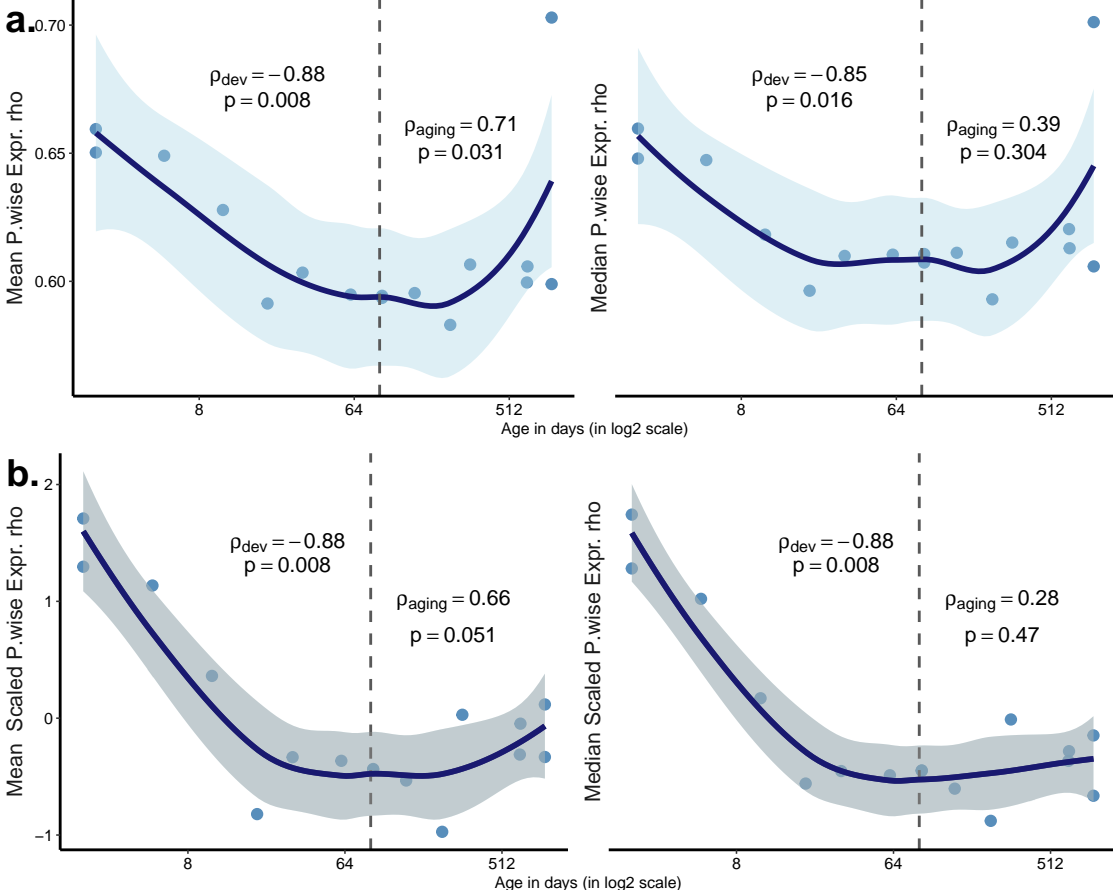 a.
0.70
0.65
0.60
Mean P.wise Expr. rho
ρdev = −0.88
p = 0.008
ρaging = 0.71
p = 0.031
8
64
512
Median P.wise Expr. rho
ρdev = −0.85
p = 0.016
ρaging = 0.39
p = 0.304
8
64
512
Age in days (in log2 scale)
b.
2
1
0
−1
Mean Scaled P.wise Expr. rho
ρdev = −0.88
p = 0.008
ρaging = 0.66
p = 0.051
8
64
512
Median Scaled P.wise Expr. rho
ρdev = −0.88
p = 0.008
ρaging = 0.28
p = 0.47
8
64
512
Age in days (in log2 scale)